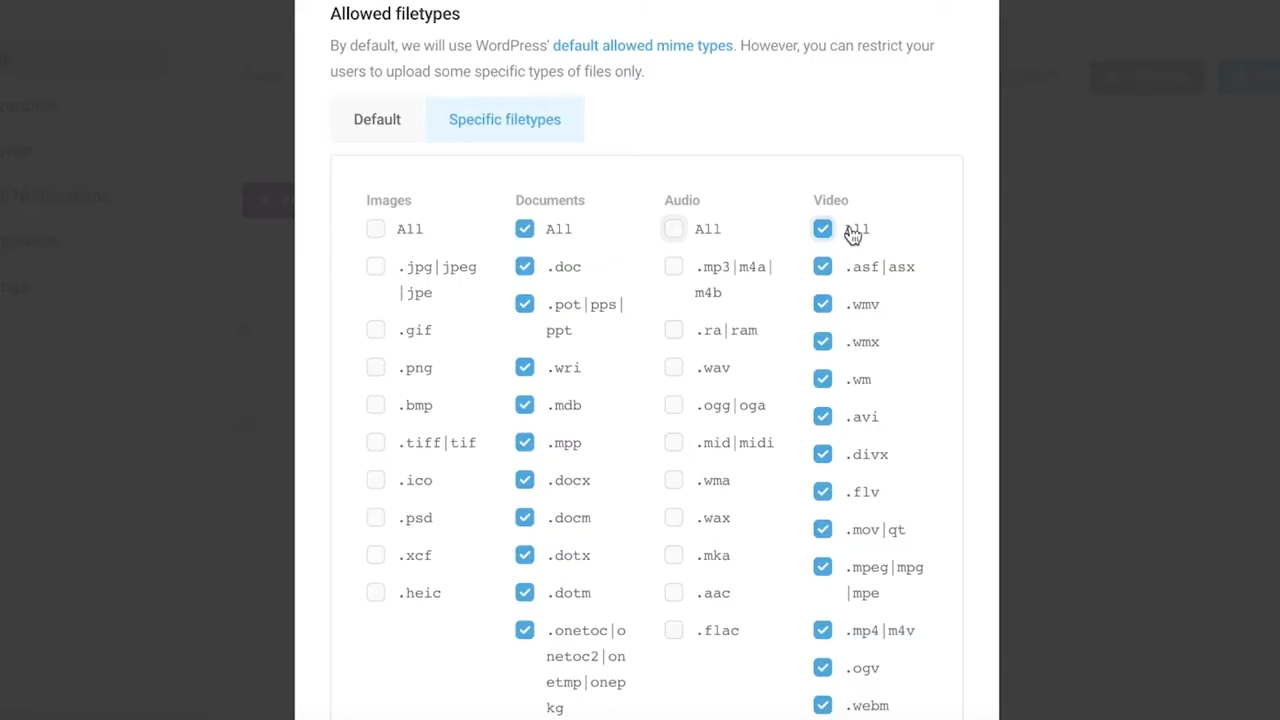 Allowed filetypes
By default, we will use WordPress' default allowed mime types. However, you can restrict your
users to upload some specific types of files only.
Default
Specific filetypes
Images
All
.jpg|jpeg
|jpe
.gif
.png
.bmp
.tiff|tif
.ico
.psd
.xcf
.heic
Documents
All
.doc
.pot|pps|
ppt
.wri
.mdb
.mpp
.docx
.docm
.dotx
.dotm
.onetoc|o
netoc2|on
etmp|onep
kg
Audio
All
.mp3|m4a|
m4b
.ra|ram
.wav
.ogg|oga
.mid|midi
.wma
.wax
.mka
.aac
.flac
Video
All
.asf|asx
.wmv
.wmx
.wm
.avi
.divx
.flv
.mov|qt
.mpeg|mpg
|mpe
.mp4|m4v
.ogv
.webm